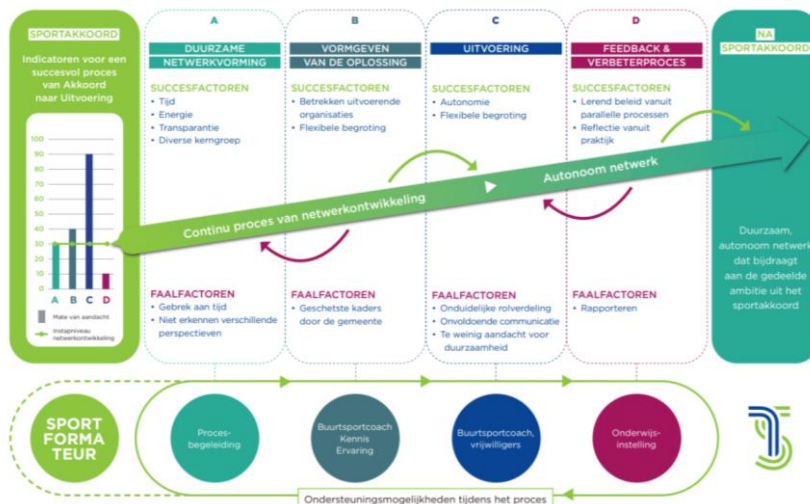 SPORTAKKOORD
Indicatoren voor een
succesvol proces
van Akkoord
naar Uitvoering
100
90
80
70
60
50
40
30
20
10
0
A B C D
Mate van aandacht
Instapniveau
netwerkontwikkeling
A
DUURZAME
NETWERKVORMING
SUCCESFACTOREN
• Tijd
• Energie
• Transparantie
• Diverse kerngroep
B
VORMGEVEN
VAN DE OPLOSSING
SUCCESFACTOREN
• Betrekken uitvoerende
organisaties
• Flexibele begroting
C
UITVOERING
SUCCESFACTOREN
• Autonomie
• Flexibele begroting
D
FEEDBACK &
VERBETERPROCES
SUCCESFACTOREN
• Lerend beleid vanuit
parallelle processen
• Reflectie vanuit
praktijk
NA
SPORTAKKOORD
Continu proces van netwerkontwikkeling
Autonoom netwerk
Duurzaam,
autonoom netwerk
dat bijdraagt
aan de gedeelde
ambitie uit het
sportakkoord
FAALFACTOREN
• Gebrek aan tijd
• Niet erkennen verschillende
perspectieven
FAALFACTOREN
• Geschetste kaders
door de gemeente
FAALFACTOREN
• Onduidelijke rolverdeling
• Onvoldoende communicatie
• Te weinig aandacht voor
duurzaamheid
FAALFACTOREN
• Rapporteren
SPORT
FORMA
TEUR
Proces-
begeleiding
Buurtsportcoach
Kennis
Ervaring
Buurtsportcoach,
vrijwilligers
Onderwijs-
instelling
Ondersteuningsmogelijkheden tijdens het proces